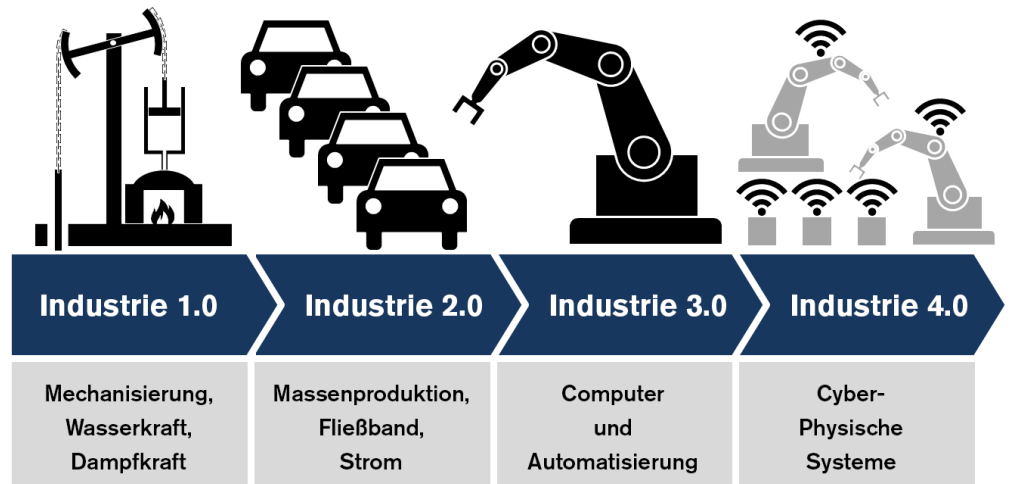 Industrie 1.0
Industrie 2.0
Industrie 3.0
Industrie 4.0
Mechanisierung,
Wasserkraft,
Dampfkraft
Massenproduktion,
Fließband,
Strom
Computer
und
Automatisierung
Cyber-
Physische
Systeme